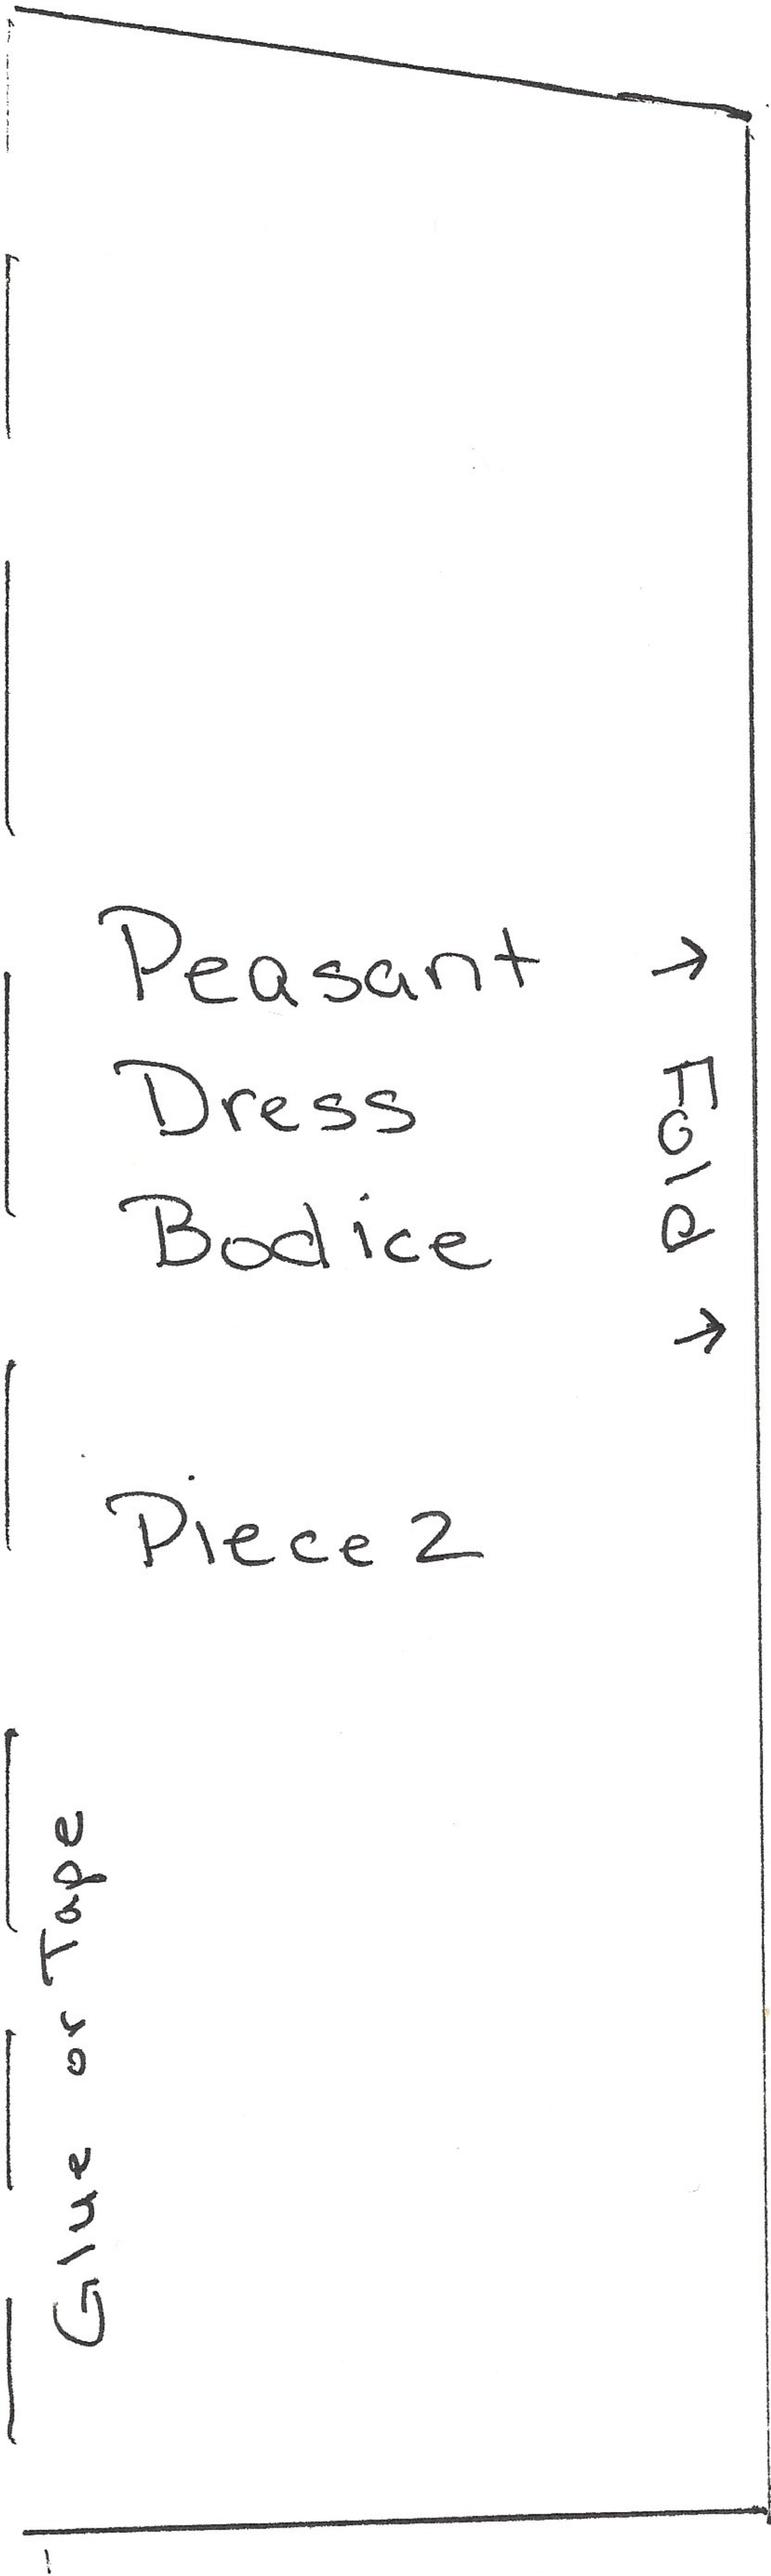 Peasant →
Dress
Bodice
Fold
→
Piece 2
Glue or Tape